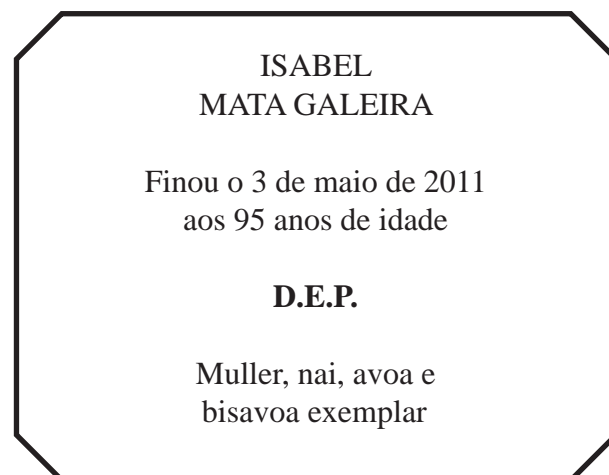 ISABEL
MATA GALEIRA
Finou o 3 de maio de 2011
aos 95 anos de idade
D.E.P.
Muller, nai, avoa e
bisavoa exemplar